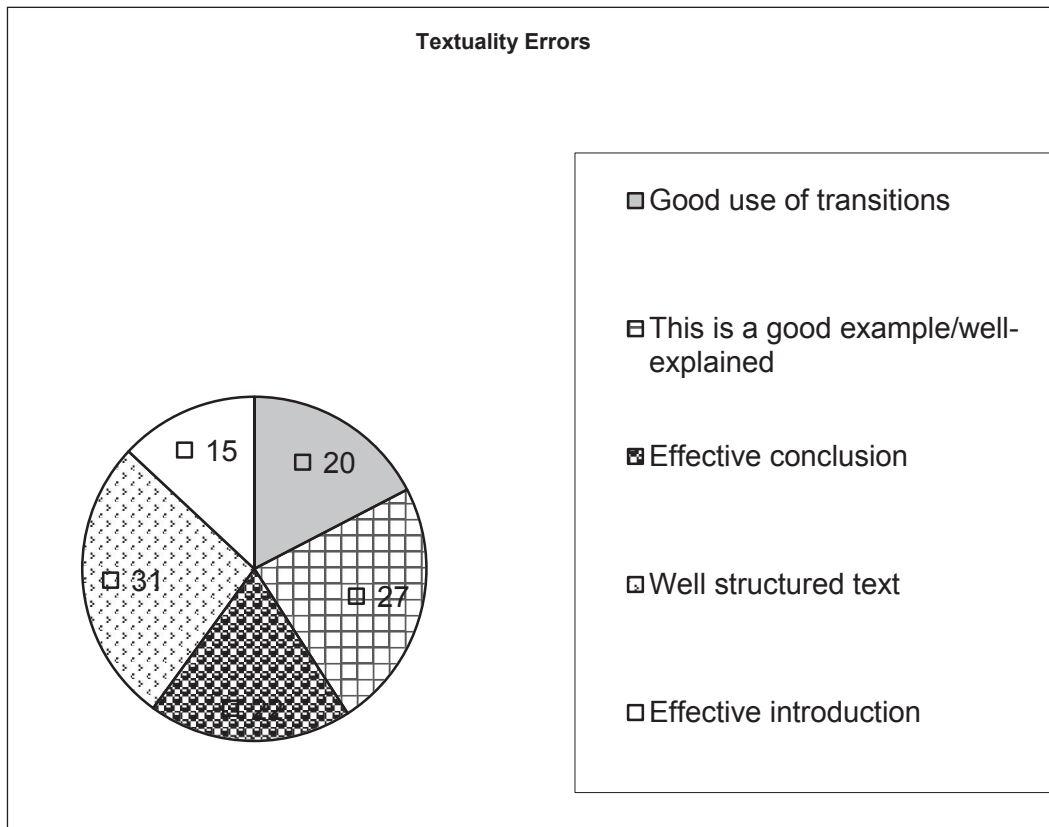 Textuality Errors
Good use of transitions
This is a good example/well-
explained
Effective conclusion
Well structured text
Effective introduction
15
20
31
27